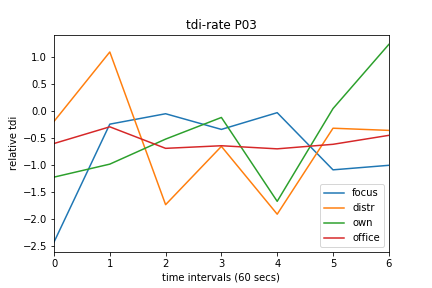 tdi-rate P03
relative tdi
1.0
0.5
0.0
−0.5
−1.0
−1.5
−2.0
−2.5
0 1 2 3 4 5 6
time intervals (60 secs)
focus
distr
own
office